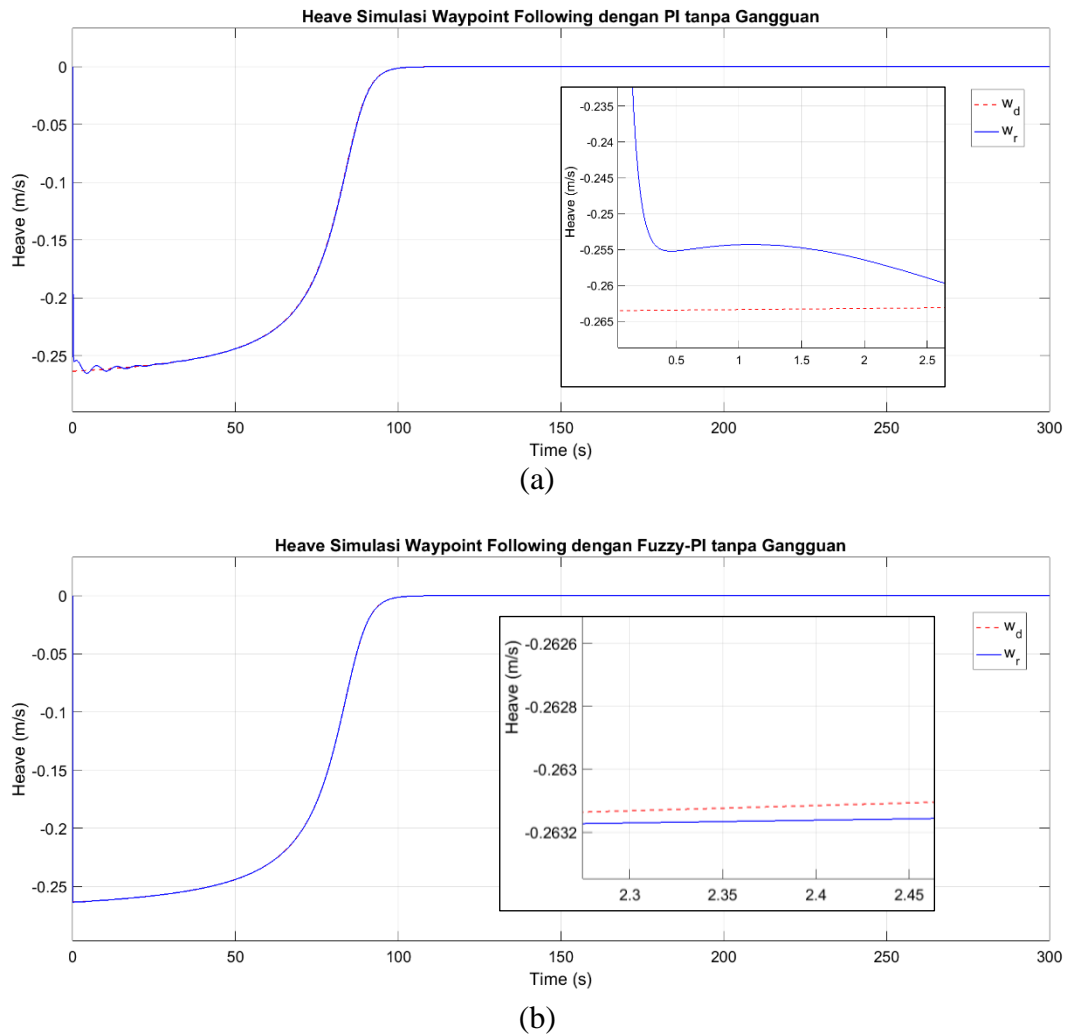 Heave Simulasi Waypoint Following dengan PI tanpa Gangguan
0
-0.05
-0.1
-0.15
-0.2
-0.25
Heave (m/s)
0 50 100 150 200 250 300
Time (s)
-0.235
-0.24
-0.245
-0.25
-0.255
-0.26
-0.265
Heave (m/s)
0.5 1 1.5 2 2.5
w_d
w_r
(a)
Heave Simulasi Waypoint Following dengan Fuzzy-PI tanpa Gangguan
0
-0.05
-0.1
-0.15
-0.2
-0.25
Heave (m/s)
0 50 100 150 200 250 300
Time (s)
-0.2626
-0.2628
-0.263
-0.2632
Heave (m/s)
2.3 2.35 2.4 2.45
w_d
w_r
(b)